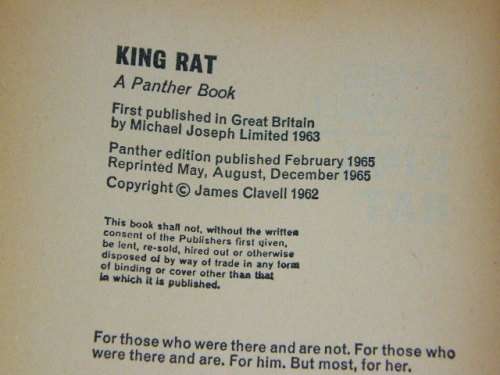 KING RAT
A Panther Book
First published in Great Britain
by Michael Joseph Limited 1963
Panther edition published February 1965
Reprinted May, August, December 1965
Copyright © James Clavell 1962
This book shall not, without the written
consent of the Publishers first given,
be lent, re-sold, hired out or otherwise
disposed of by way of trade in any form
of binding or cover other than that
in which it is published.
For those who were there and are not. For those who
were there and are. For him. But most, for her.